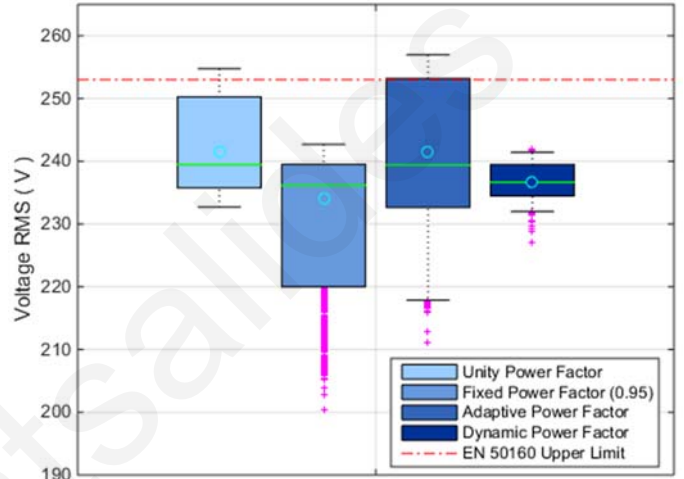 260
250
240
230
220
210
200
190
Voltage RMS ( V )
Unity Power Factor
Fixed Power Factor (0.95)
Adaptive Power Factor
Dynamic Power Factor
EN 50160 Upper Limit